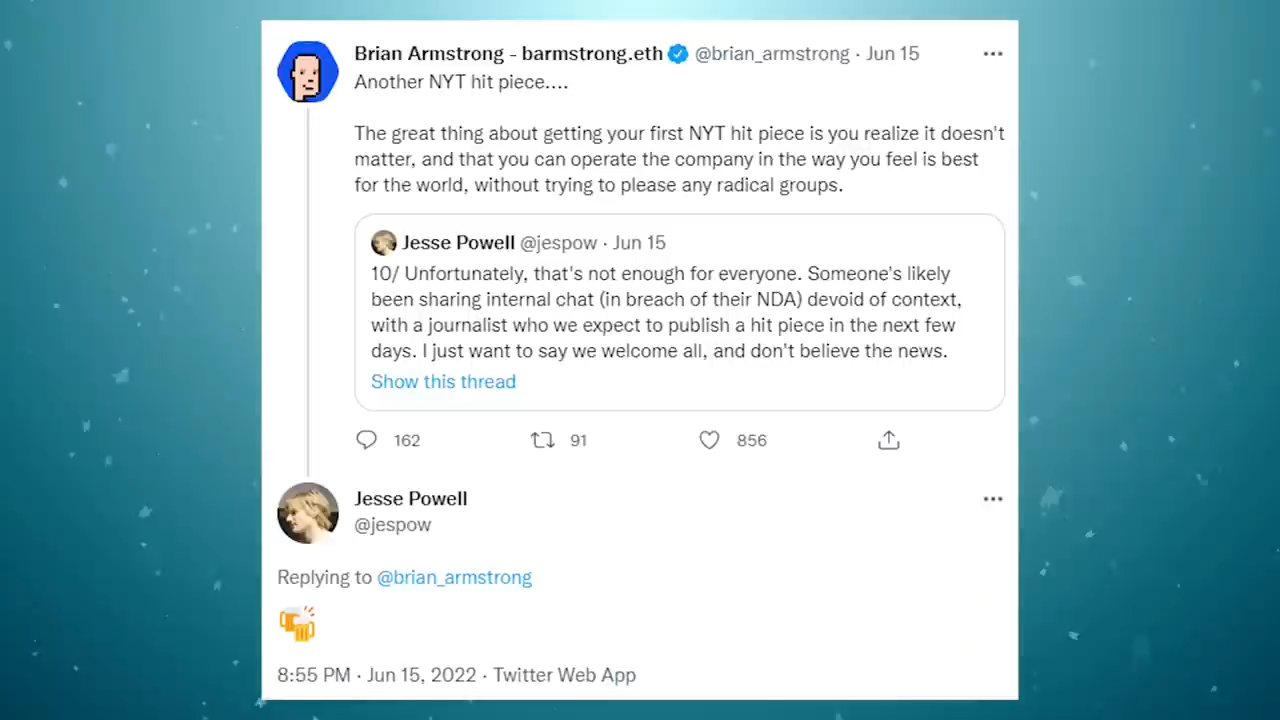 Brian Armstrong - barmstrong.eth @brian_armstrong · Jun 15
Another NYT hit piece....
The great thing about getting your first NYT hit piece is you realize it doesn't
matter, and that you can operate the company in the way you feel is best
for the world, without trying to please any radical groups.
Jesse Powell @jespow · Jun 15
10/ Unfortunately, that's not enough for everyone. Someone's likely
been sharing internal chat (in breach of their NDA) devoid of context,
with a journalist who we expect to publish a hit piece in the next few
days. I just want to say we welcome all, and don't believe the news.
Show this thread
162 91 856
Jesse Powell
@jespow
Replying to @brian_armstrong
🍻
8:55 PM · Jun 15, 2022 · Twitter Web App